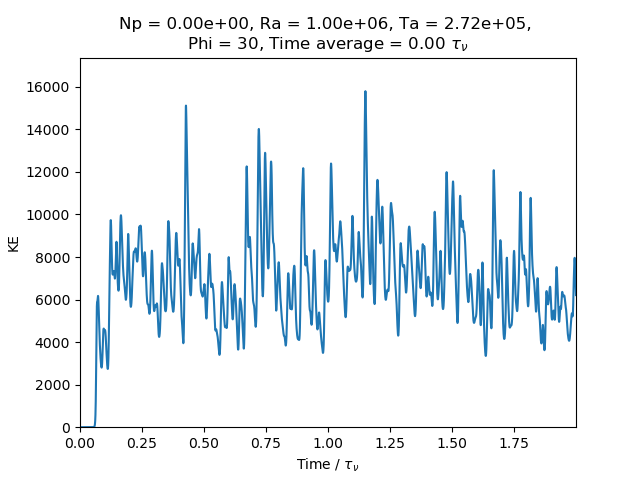 Np = 0.00e+00, Ra = 1.00e+06, Ta = 2.72e+05,
Phi = 30, Time average = 0.00 τν
KE
16000
14000
12000
10000
8000
6000
4000
2000
0
0.00 0.25 0.50 0.75 1.00 1.25 1.50 1.75
Time / τν